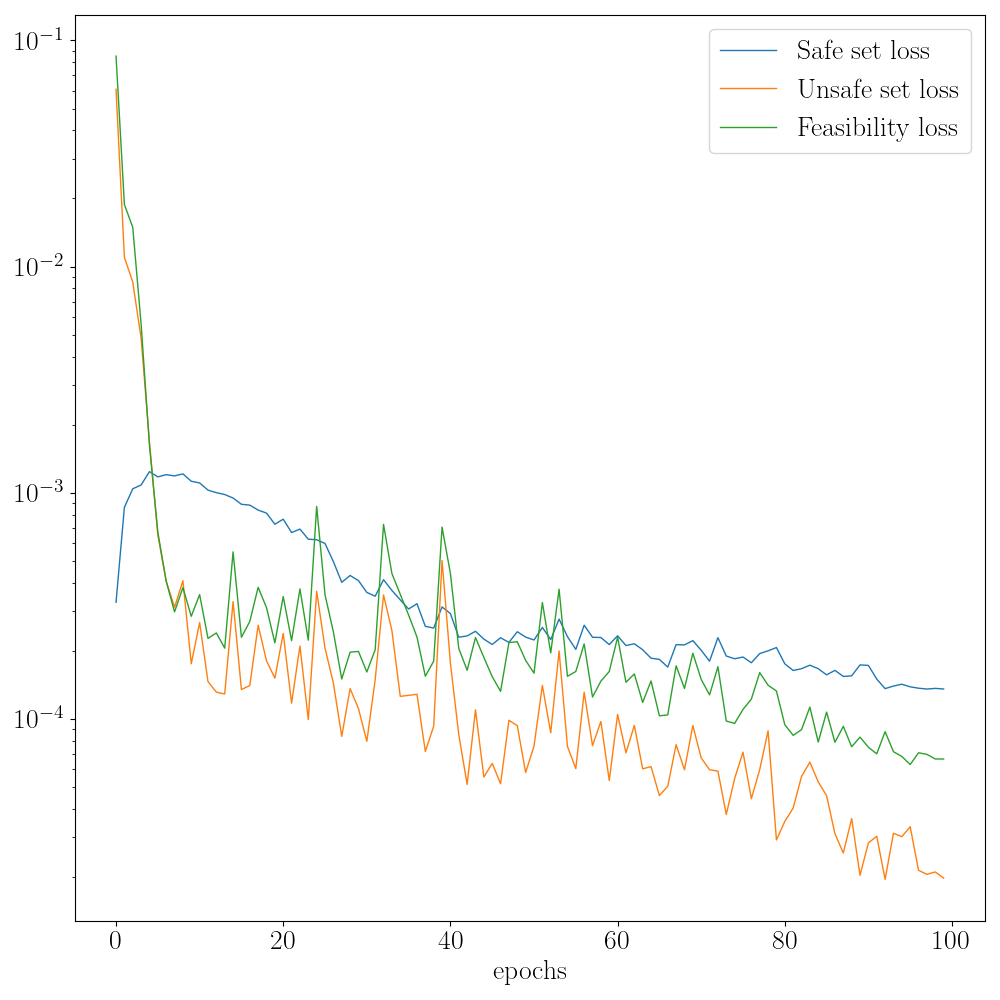 10⁻¹
10⁻²
10⁻³
10⁻⁴
Safe set loss
Unsafe set loss
Feasibility loss
0 20 40 60 80 100
epochs